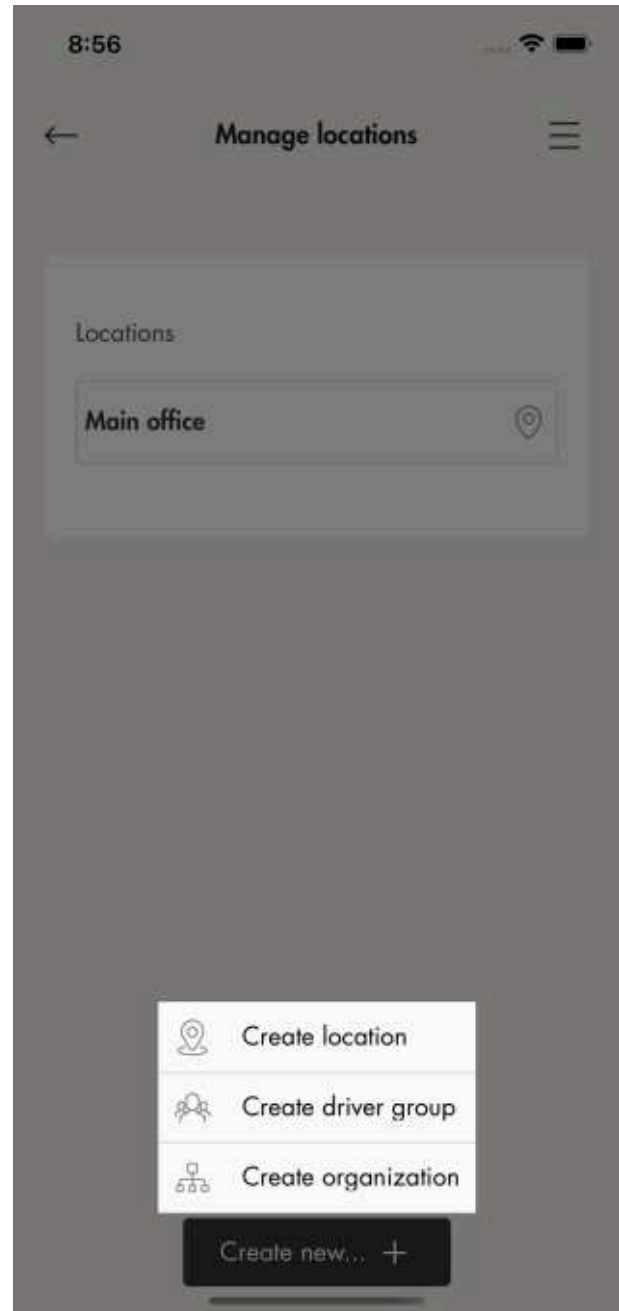 8:56
Manage locations
Locations
Main office
Create location
Create driver group
Create organization
Create new... +